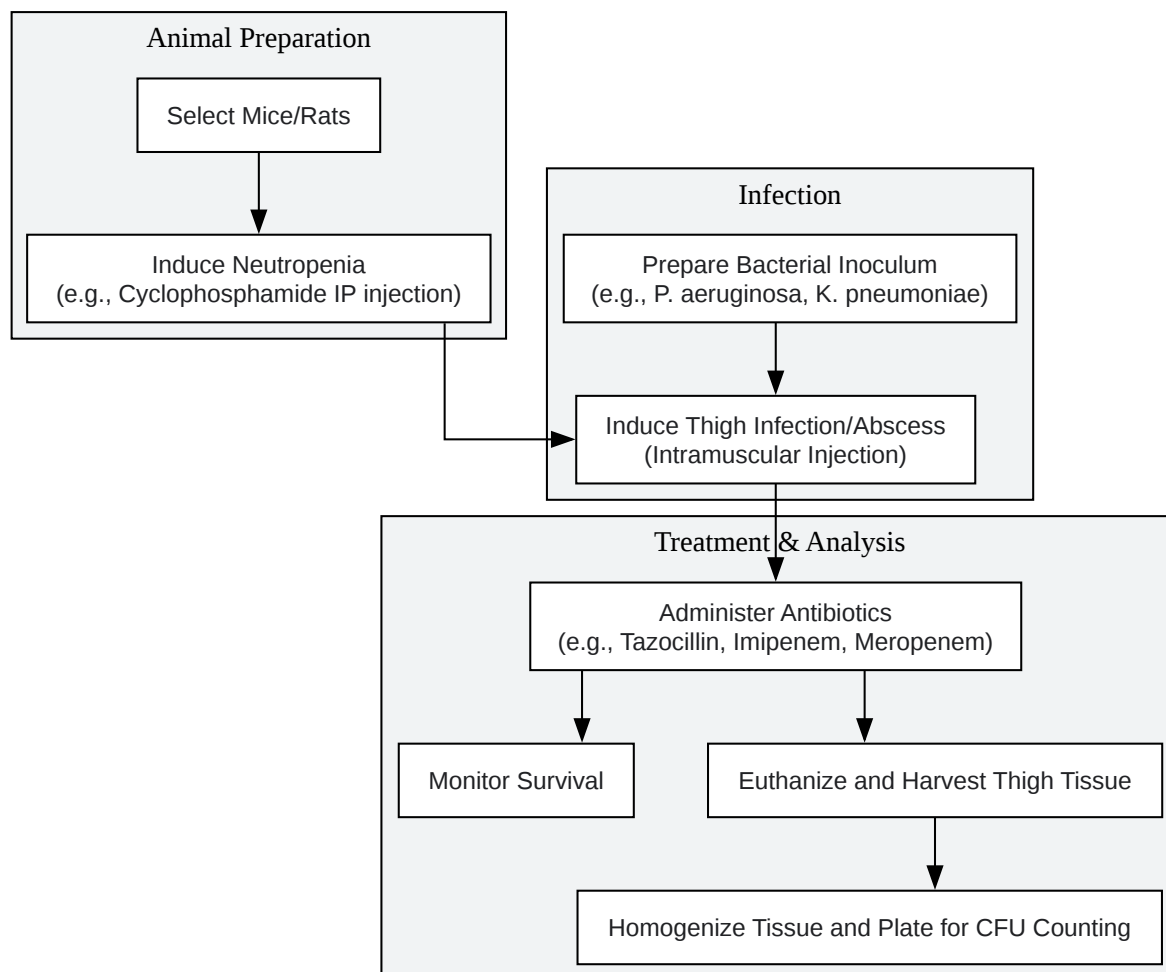 Animal Preparation
Select Mice/Rats
Induce Neutropenia
(e.g., Cyclophosphamide IP injection)
Infection
Prepare Bacterial Inoculum
(e.g., P. aeruginosa, K. pneumoniae)
Induce Thigh Infection/Abscess
(Intramuscular Injection)
Treatment & Analysis
Administer Antibiotics
(e.g., Tazocillin, Imipenem, Meropenem)
Monitor Survival
Euthanize and Harvest Thigh Tissue
Homogenize Tissue and Plate for CFU Counting